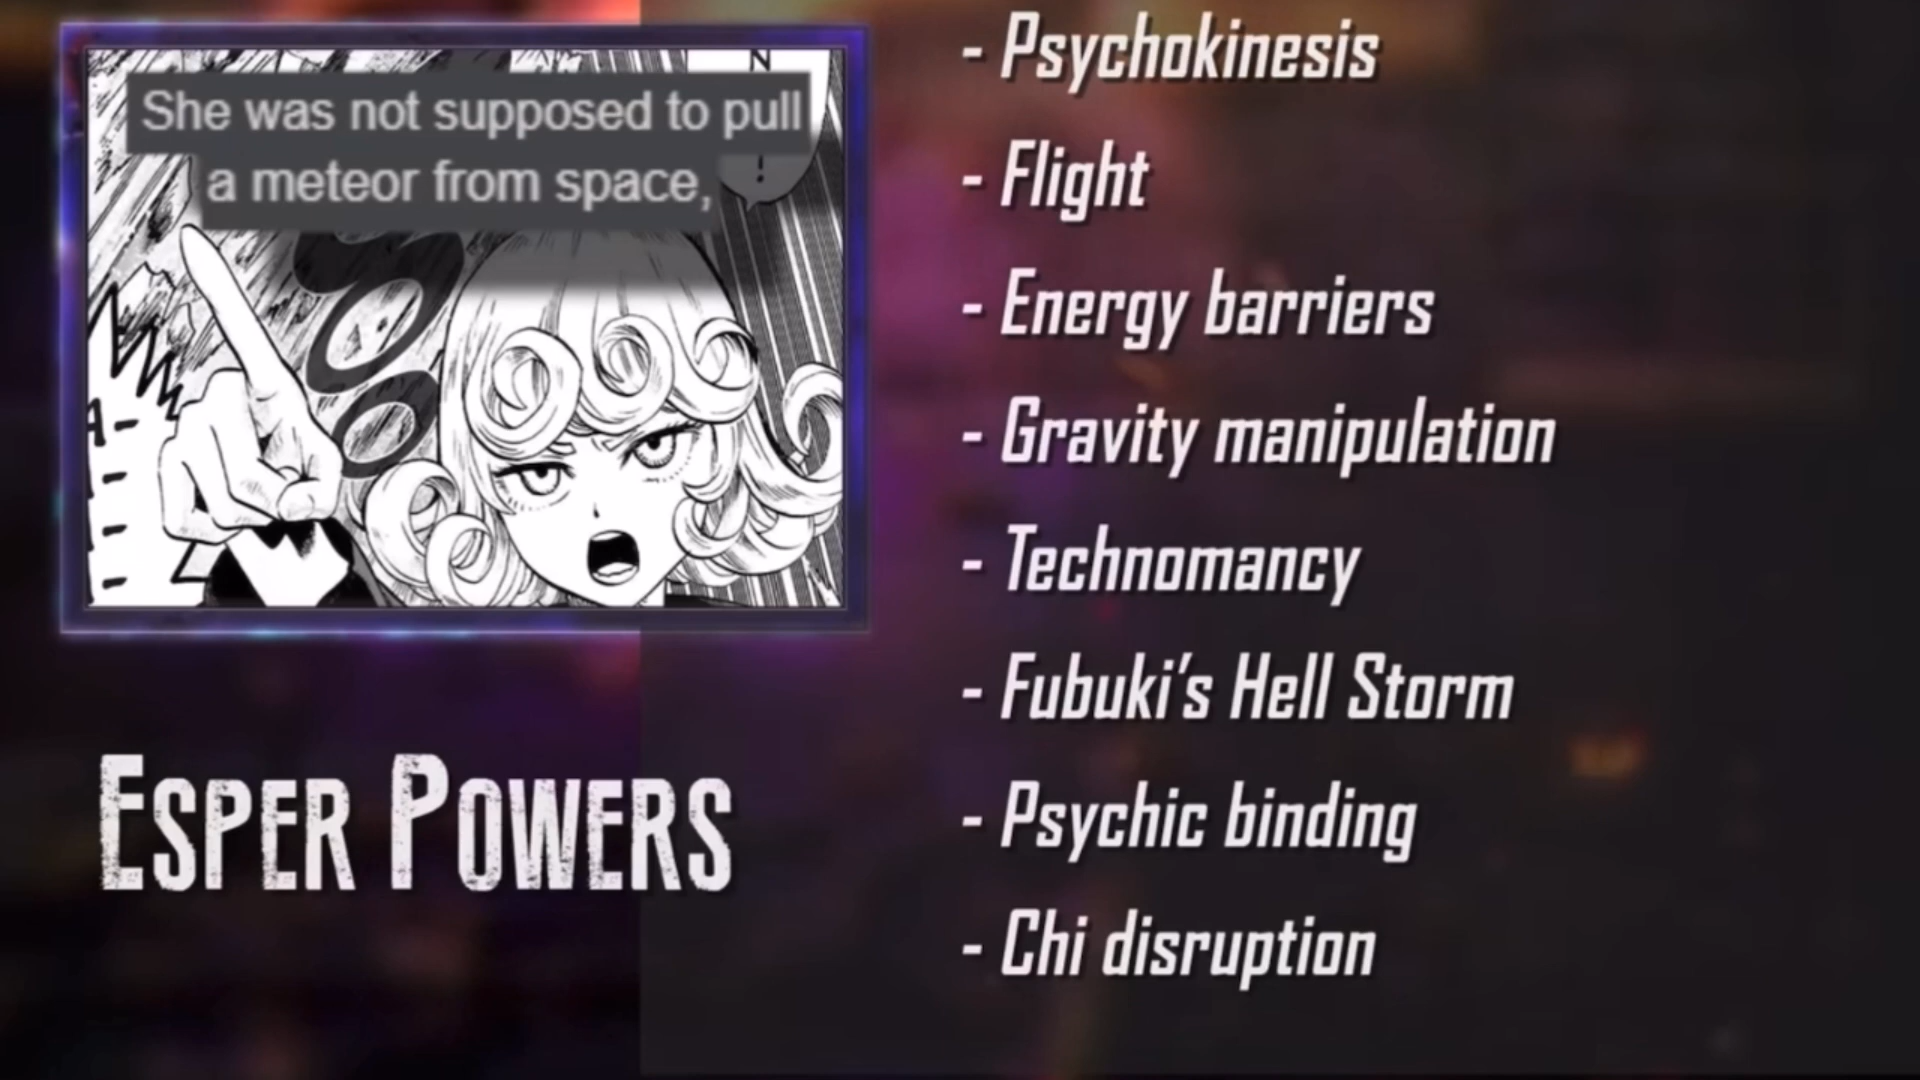 She was not supposed to pull
a meteor from space,
N
!
A-
Esper Powers
- Psychokinesis
- Flight
- Energy barriers
- Gravity manipulation
- Technomancy
- Fubuki's Hell Storm
- Psychic binding
- Chi disruption